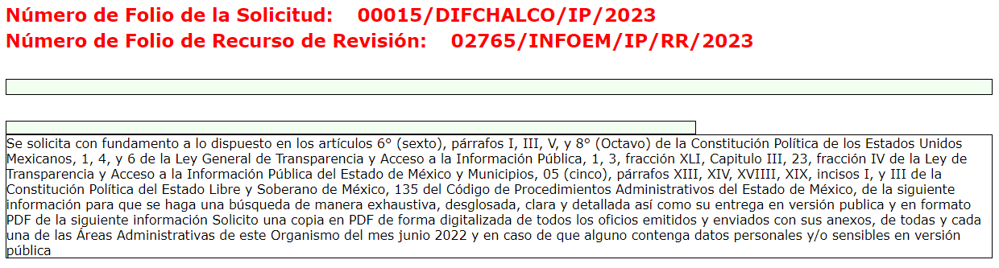 Número de Folio de la Solicitud: 00015/DIFCHALCO/IP/2023
Número de Folio de Recurso de Revisión: 02765/INFOEM/IP/RR/2023
Se solicita con fundamento a lo dispuesto en los artículos 6° (sexto), párrafos I, III, V, y 8° (Octavo) de la Constitución Política de los Estados Unidos
Mexicanos, 1, 4, y 6 de la Ley General de Transparencia y Acceso a la Información Pública, 1, 3, fracción XLI, Capitulo III, 23, fracción IV de la Ley de
Transparencia y Acceso a la Información Pública del Estado de México y Municipios, 05 (cinco), párrafos XIII, XIV, XVIIII, XIX, incisos I, y III de la
Constitución Política del Estado Libre y Soberano de México, 135 del Código de Procedimientos Administrativos del Estado de México, de la siguiente
información para que se haga una búsqueda de manera exhaustiva, desglosada, clara y detallada así como su entrega en versión publica y en formato
PDF de la siguiente información Solicito una copia en PDF de forma digitalizada de todos los oficios emitidos y enviados con sus anexos, de todas y cada
una de las Áreas Administrativas de este Organismo del mes junio 2022 y en caso de que alguno contenga datos personales y/o sensibles en versión
pública